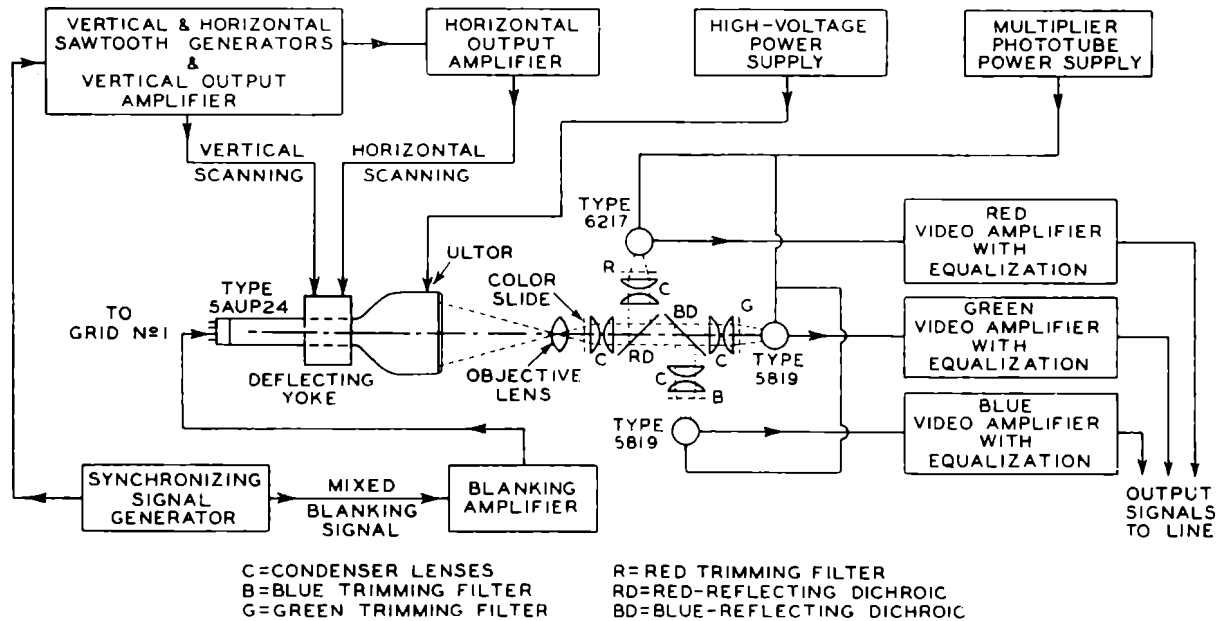 VERTICAL & HORIZONTAL
SAWTOOTH GENERATORS
&
VERTICAL OUTPUT
AMPLIFIER
HORIZONTAL
OUTPUT
AMPLIFIER
HIGH-VOLTAGE
POWER
SUPPLY
MULTIPLIER
PHOTOTUBE
POWER SUPPLY
VERTICAL
SCANNING
HORIZONTAL
SCANNING
TYPE
6217
RED
VIDEO AMPLIFIER
WITH
EQUALIZATION
ULTOR
COLOR
SLIDE
R
C
TYPE
5AUP24
TO
GRID Nº1
BD
G
C
RD
C
GREEN
VIDEO AMPLIFIER
WITH
EQUALIZATION
DEFLECTING
YOKE
OBJECTIVE
LENS
TYPE
5819
C
B
TYPE
5819
BLUE
VIDEO AMPLIFIER
WITH
EQUALIZATION
SYNCHRONIZING
SIGNAL
GENERATOR
MIXED
BLANKING
SIGNAL
BLANKING
AMPLIFIER
OUTPUT
SIGNALS
TO LINE
C=CONDENSER LENSES
B=BLUE TRIMMING FILTER
G=GREEN TRIMMING FILTER
R=RED TRIMMING FILTER
RD=RED-REFLECTING DICHROIC
BD=BLUE-REFLECTING DICHROIC